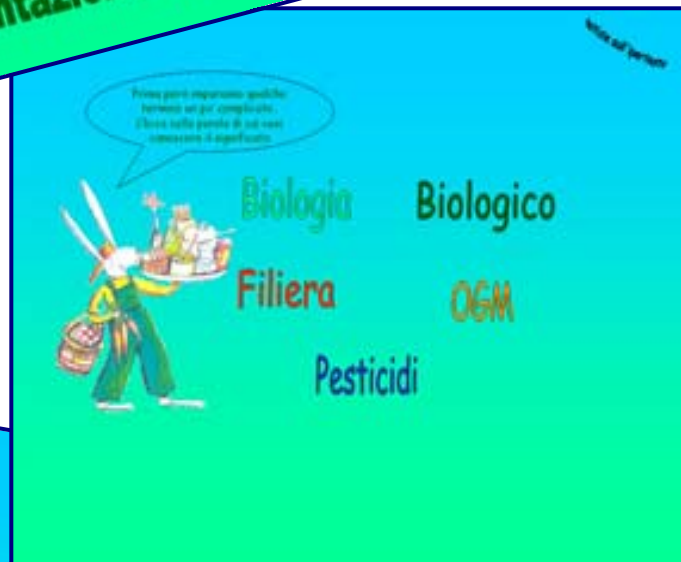 Prima però impariamo qualche
termine un po' complicato.
Clicca sulla parola di cui vuoi
conoscere il significato
Biologia
Biologico
Filiera
OGM
Pesticidi